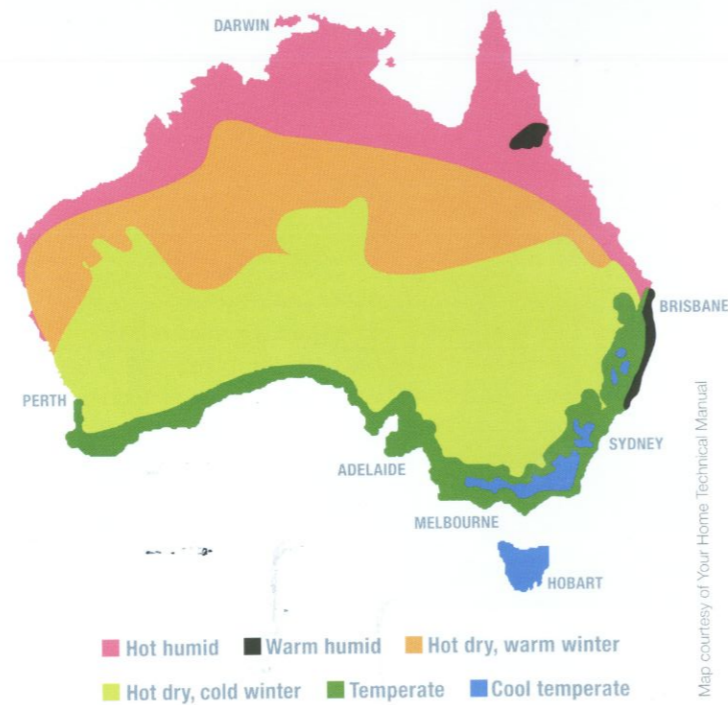 DARWIN
BRISBANE
PERTH
SYDNEY
ADELAIDE
MELBOURNE
HOBART
Hot humid Warm humid Hot dry, warm winter
Hot dry, cold winter Temperate Cool temperate
Map courtesy of Your Home Technical Manual